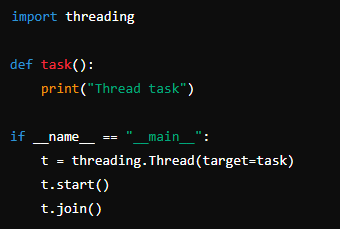 import threading

def task():
    print("Thread task")

if __name__ == "__main__":
    t = threading.Thread(target=task)
    t.start()
    t.join()